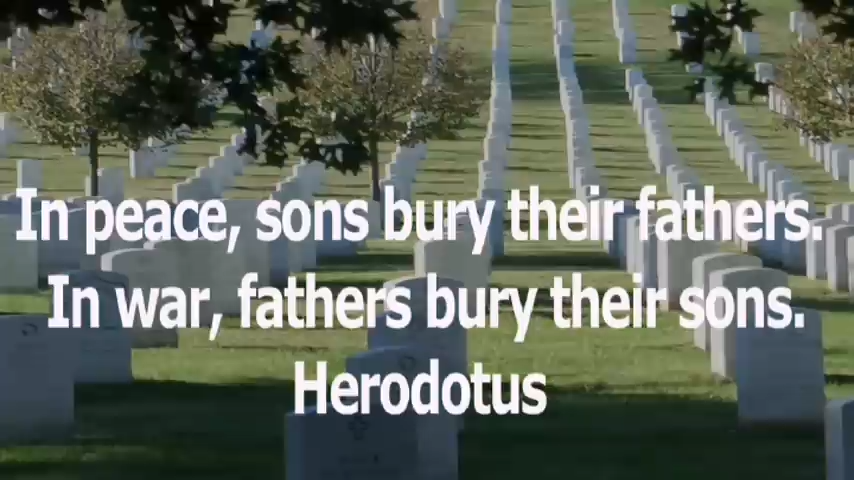 In peace, sons bury their fathers.
In war, fathers bury their sons.
Herodotus